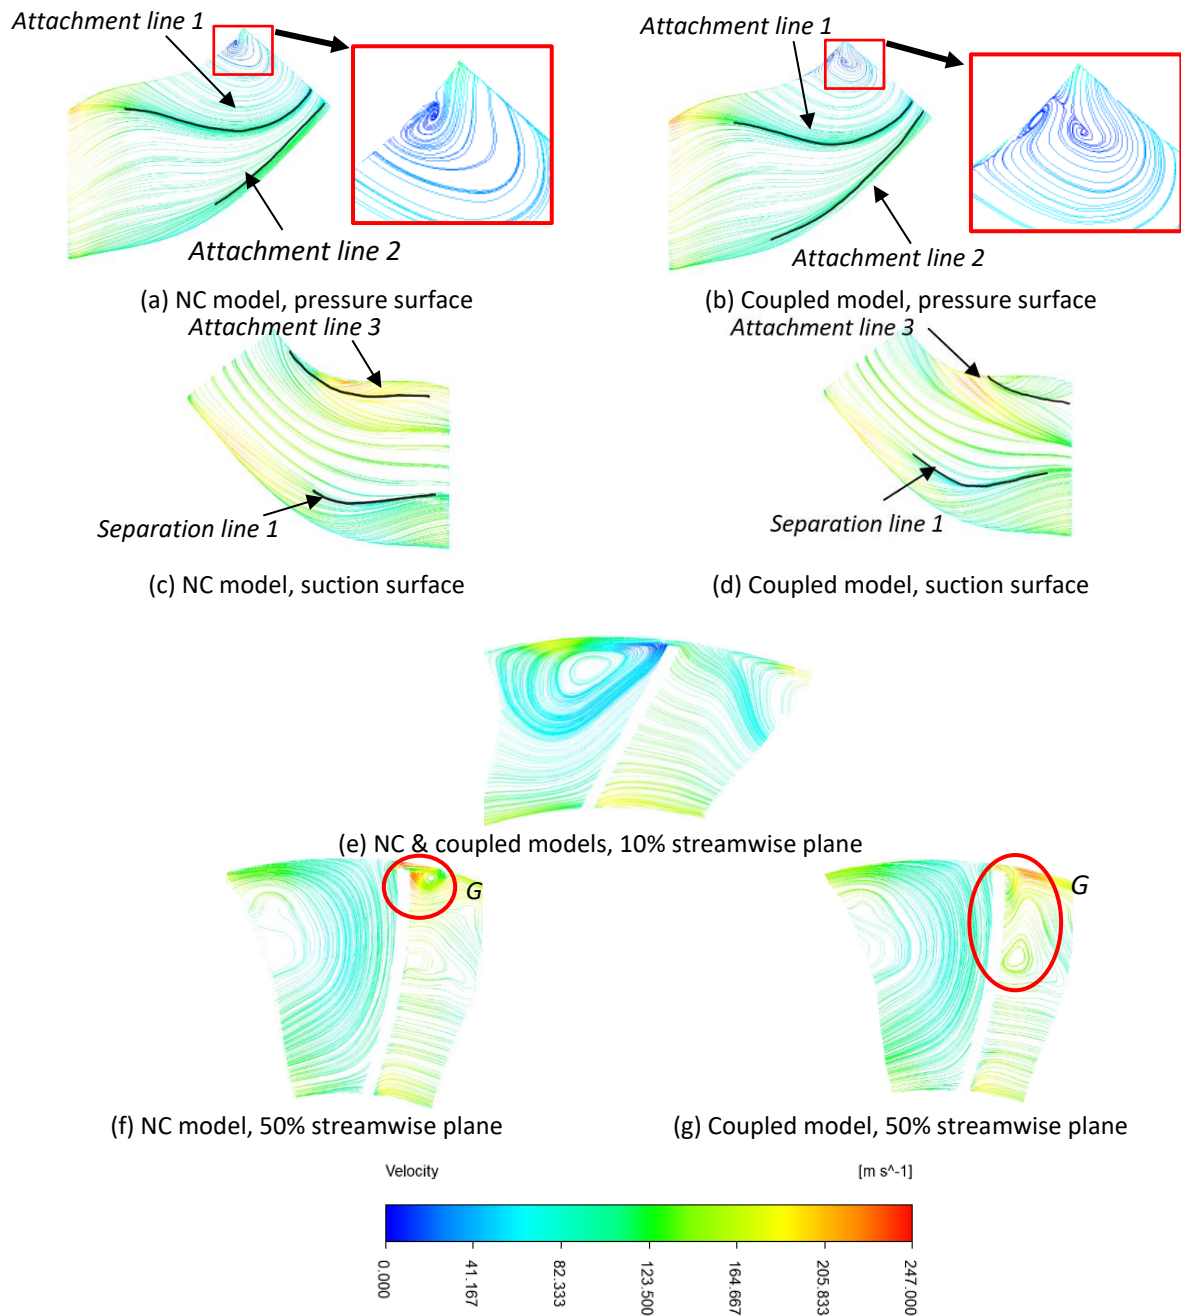 Attachment line 1
Attachment line 1
Attachment line 2
Attachment line 2
(a) NC model, pressure surface
(b) Coupled model, pressure surface
Attachment line 3
Attachment line 3
Separation line 1
Separation line 1
(c) NC model, suction surface
(d) Coupled model, suction surface
(e) NC & coupled models, 10% streamwise plane
G
G
(f) NC model, 50% streamwise plane
(g) Coupled model, 50% streamwise plane
Velocity
[m s^-1]
0.000
41.167
82.333
123.500
164.667
205.833
247.000